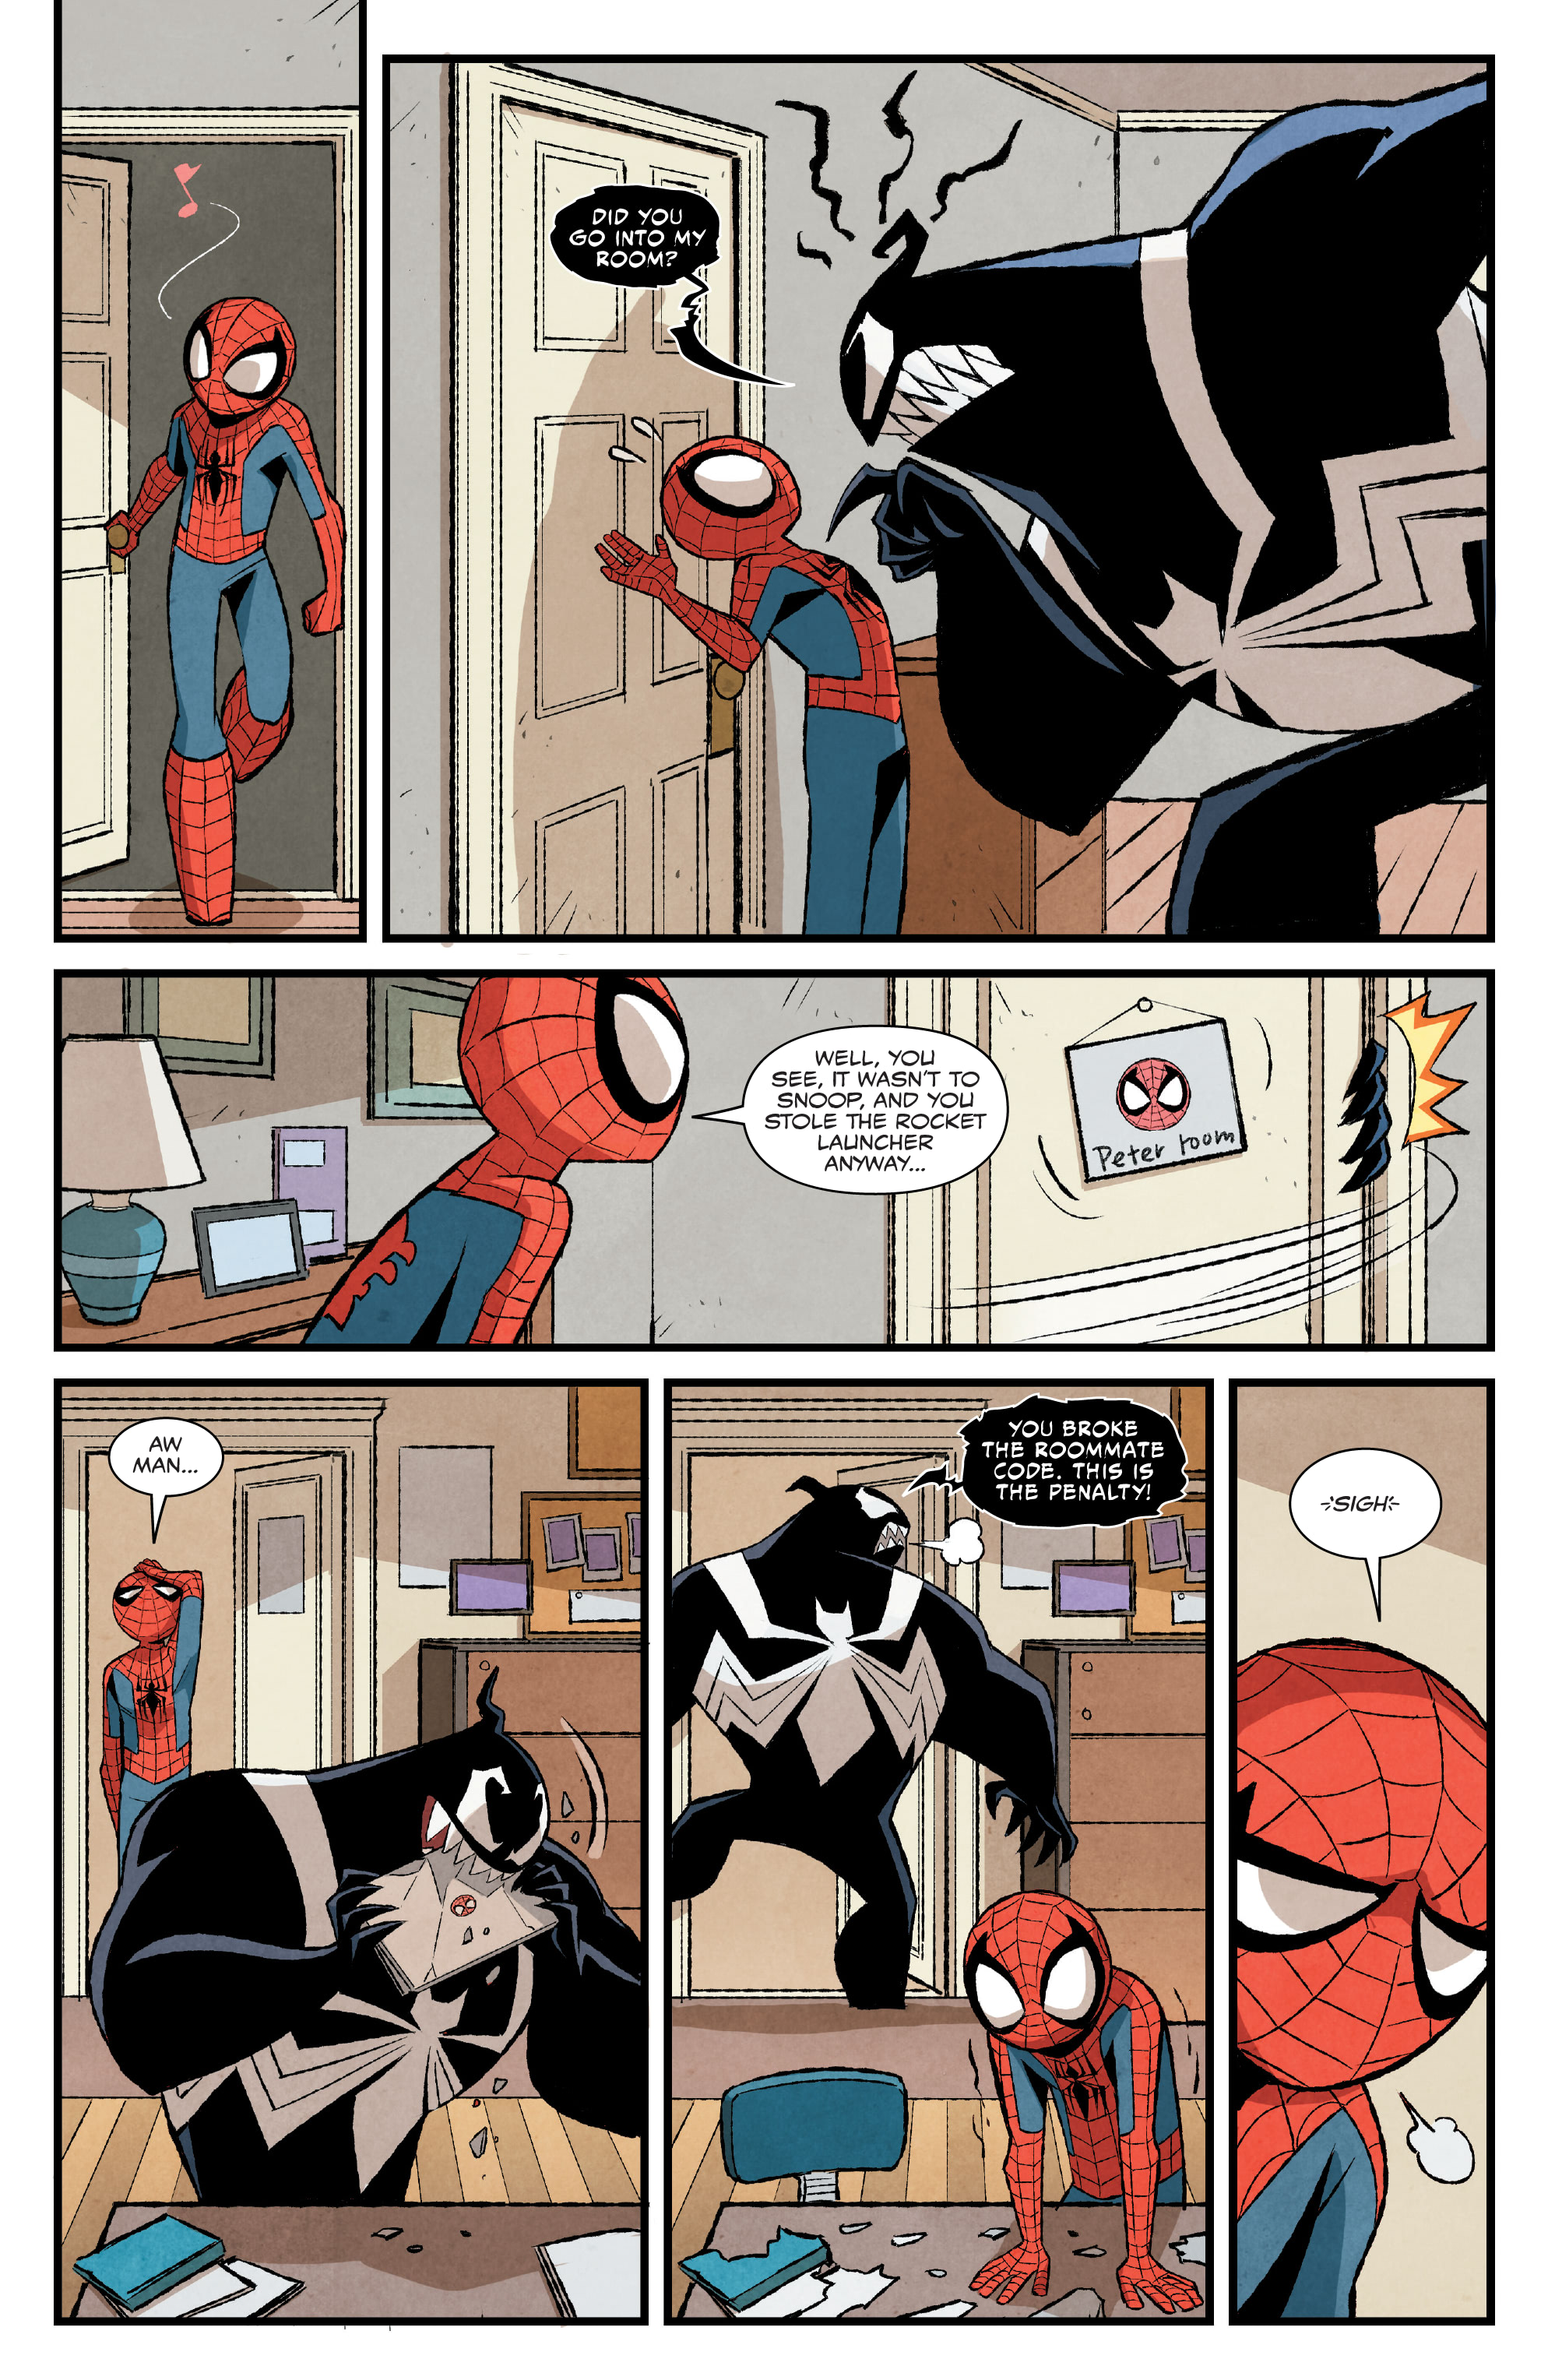 DID YOU
GO INTO MY
ROOM?
WELL, YOU
SEE, IT WASN'T TO
SNOOP, AND YOU
STOLE THE ROCKET
LAUNCHER
ANYWAY...
Peter room
AW
MAN...
YOU BROKE
THE ROOMMATE
CODE. THIS IS
THE PENALTY!
SIGH